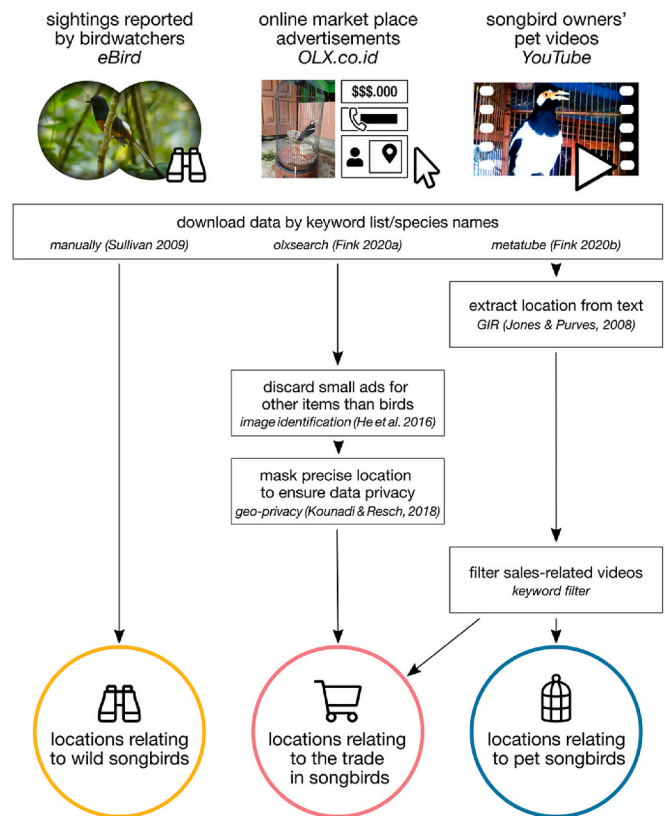 sightings reported
by birdwatchers
eBird
online market place
advertisements
OLX.co.id
songbird owners'
pet videos
YouTube
$$$.000
download data by keyword list/species names
manually (Sullivan 2009)
olxsearch (Fink 2020a)
metatube (Fink 2020b)
extract location from text
GIR (Jones & Purves, 2008)
discard small ads for
other items than birds
image identification (He et al. 2016)
mask precise location
to ensure data privacy
geo-privacy (Kounadi & Resch, 2018)
filter sales-related videos
keyword filter
locations relating
to wild songbirds
locations relating
to the trade
in songbirds
locations relating
to pet songbirds